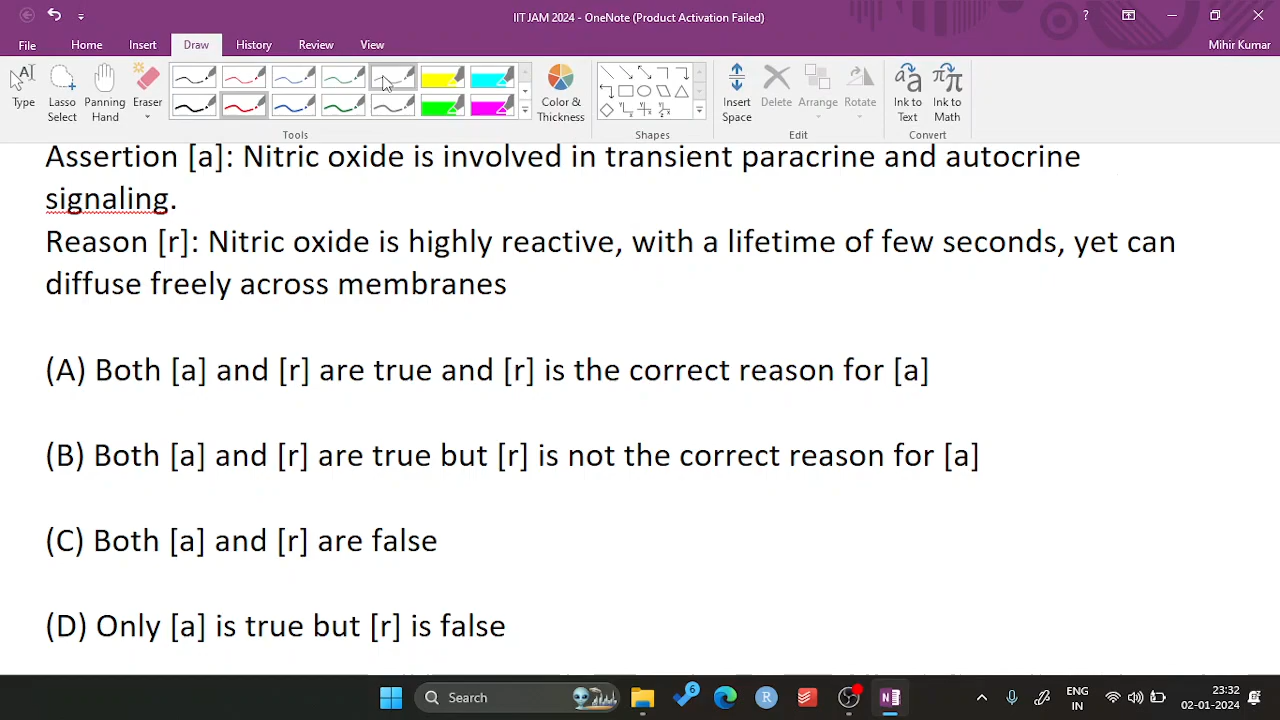 IIT JAM 2024 - OneNote (Product Activation Failed)
File Home Insert Draw History Review View Mihir Kumar
Type Lasso Select Panning Hand Eraser Color & Thickness Insert Space Delete Arrange Rotate Ink to Text Ink to Math
Tools Shapes Edit Convert
Assertion [a]: Nitric oxide is involved in transient paracrine and autocrine
signaling.
Reason [r]: Nitric oxide is highly reactive, with a lifetime of few seconds, yet can
diffuse freely across membranes
(A) Both [a] and [r] are true and [r] is the correct reason for [a]
(B) Both [a] and [r] are true but [r] is not the correct reason for [a]
(C) Both [a] and [r] are false
(D) Only [a] is true but [r] is false
Search 6 R N ENG 23:32
IN 02-01-2024